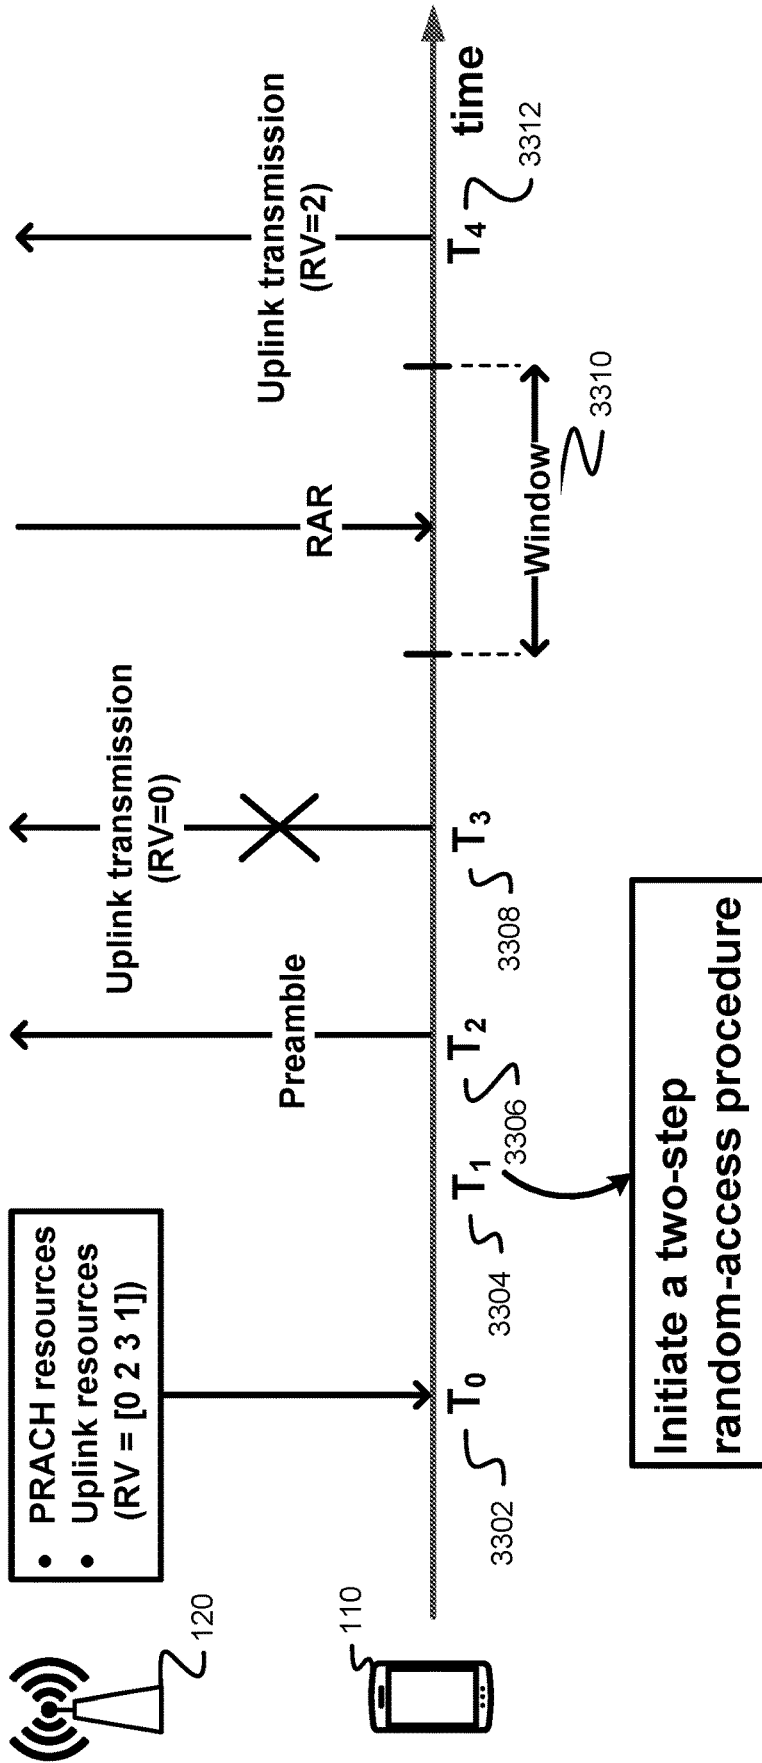 120
110
• PRACH resources
• Uplink resources
(RV = [0 2 3 1])
Preamble
Uplink transmission
(RV=0)
RAR
Uplink transmission
(RV=2)
T0
3302
T1
3304
T2
3306
T3
3308
Window
3310
T4
3312
time
Initiate a two-step
random-access procedure